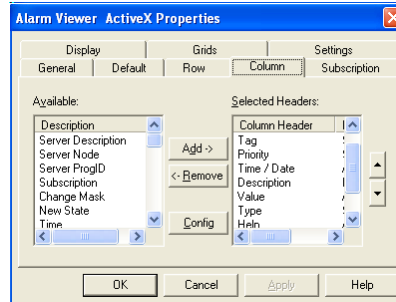 Alarm Viewer ActiveX Properties
Display Grids Settings
General Default Row Column Subscription
Available:
Description
Server Description
Server Node
Server ProgID
Subscription
Change Mask
New State
Time
Add ->
<- Remove
Config
Selected Headers:
Column Header
Tag
Priority
Time / Date
Description
Value
Type
Help
OK Cancel Apply Help